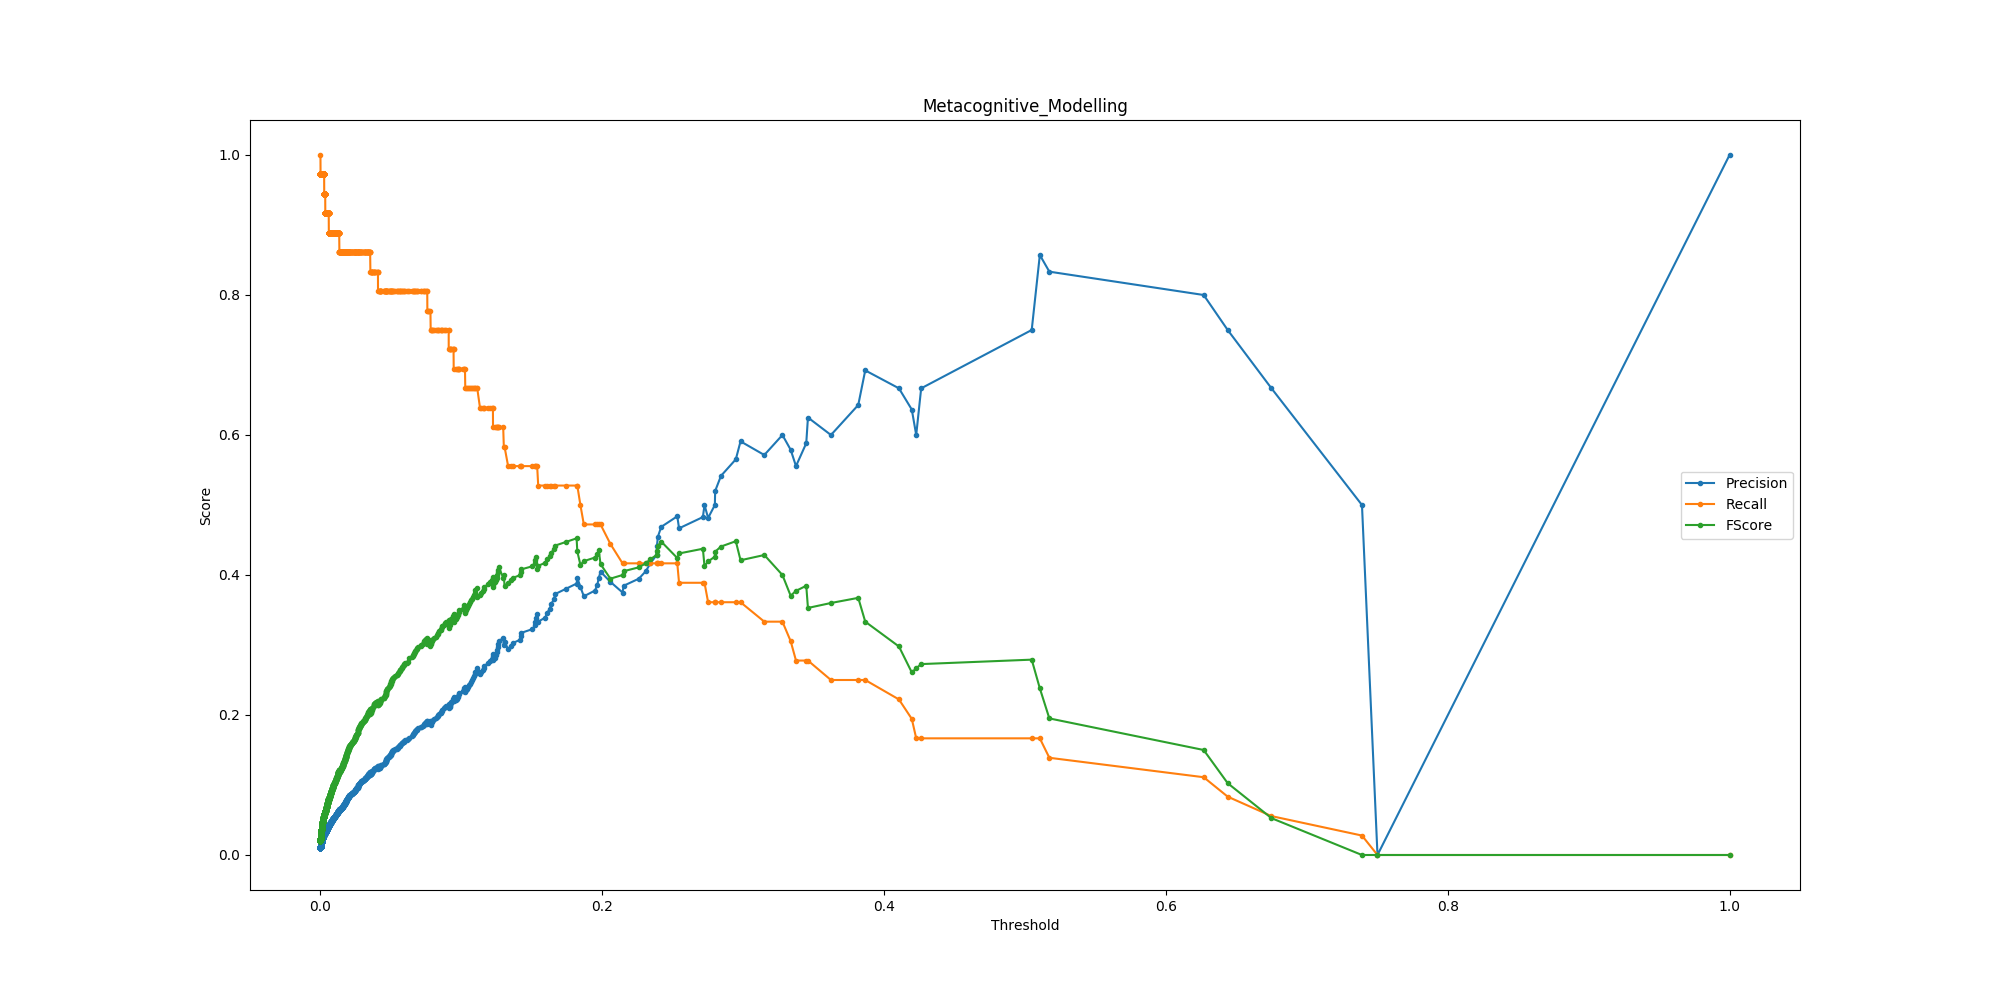 Metacognitive_Modelling
1.0
0.8
0.6
0.4
0.2
0.0
Score
Precision
Recall
FScore
0.0 0.2 0.4 0.6 0.8 1.0
Threshold